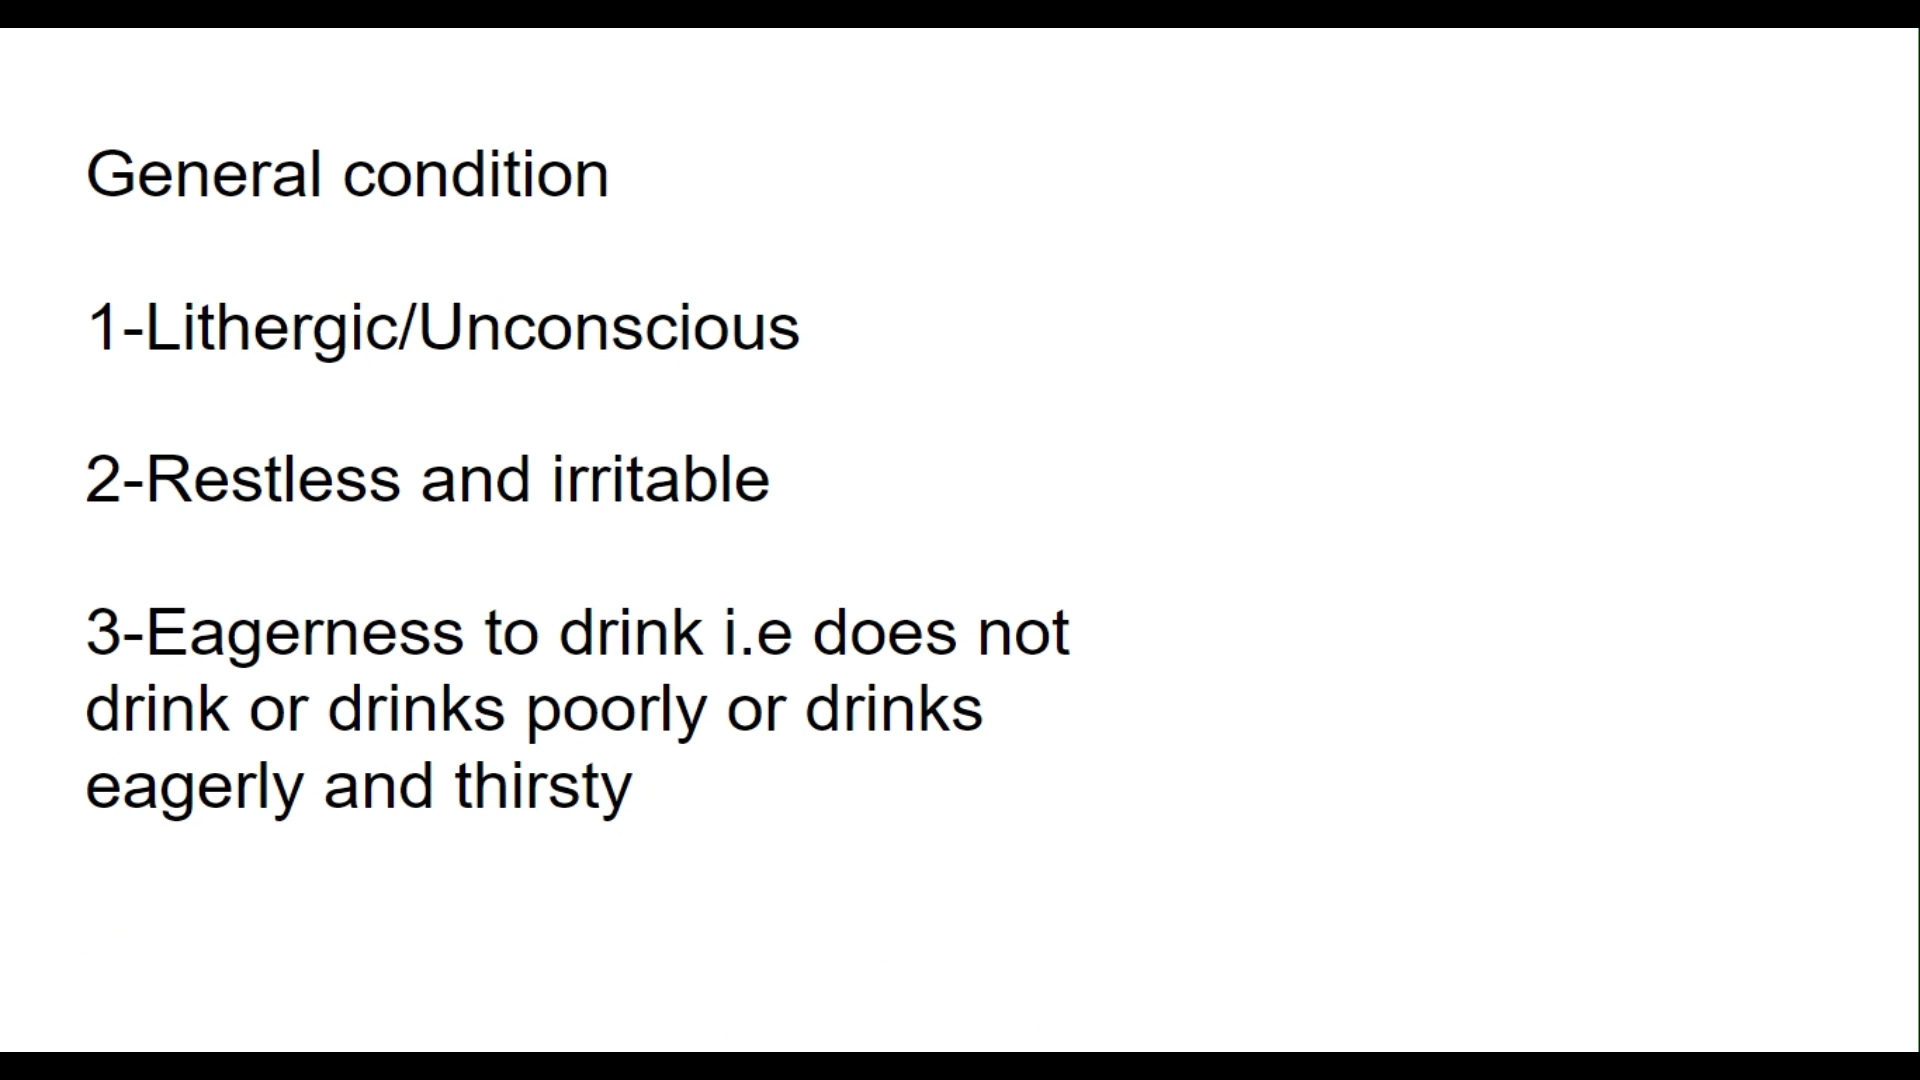 General condition
1-Lithergic/Unconscious
2-Restless and irritable
3-Eagerness to drink i.e does not
drink or drinks poorly or drinks
eagerly and thirsty